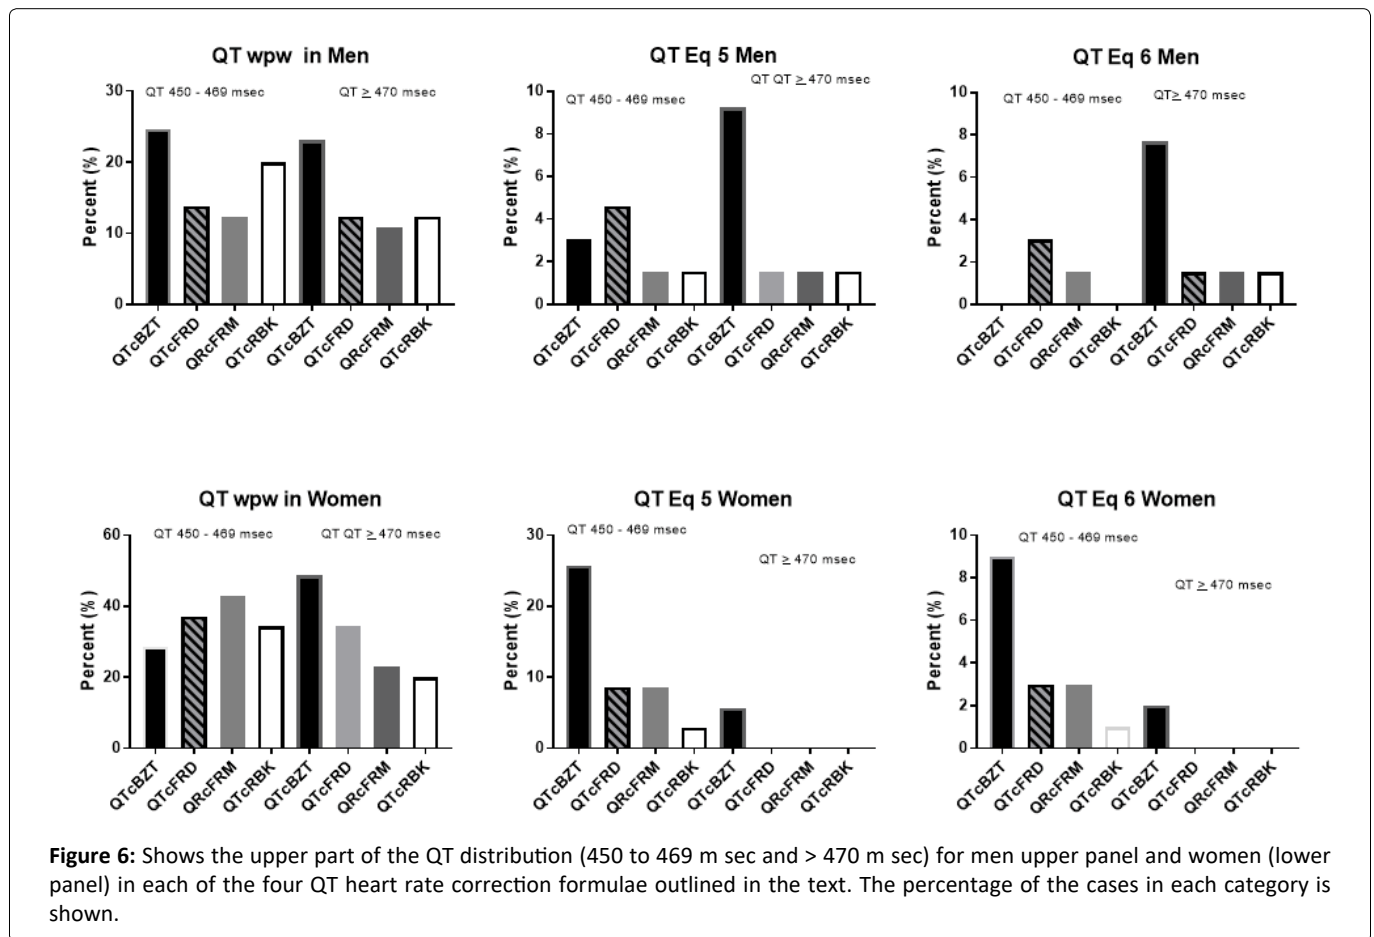 QT wpw  in Men
QT 450 - 469 msec
QT ≥ 470 msec
Percent (%)
30
20
10
0
QTcBZT
QTcFRD
QRcFRM
QTcRBK
QTcBZT
QTcFRD
QRcFRM
QTcRBK
QT Eq 5 Men
QT 450 - 469 msec
QT QT ≥ 470 msec
Percent (%)
10
8
6
4
2
0
QTcBZT
QTcFRD
QRcFRM
QTcRBK
QTcBZT
QTcFRD
QRcFRM
QTcRBK
QT Eq 6 Men
QT 450 - 469 msec
QT≥ 470 msec
Percent (%)
10
8
6
4
2
0
QTcBZT
QTcFRD
QRcFRM
QTcRBK
QTcBZT
QTcFRD
QRcFRM
QTcRBK
QT wpw in Women
QT 450 - 469 msec
QT QT ≥ 470 msec
Percent (%)
60
40
20
0
QTcBZT
QTcFRD
QRcFRM
QTcRBK
QTcBZT
QTcFRD
QRcFRM
QTcRBK
QT Eq 5 Women
QT 450 - 469 msec
QT ≥ 470 msec
Percent (%)
30
20
10
0
QTcBZT
QTcFRD
QRcFRM
QTcRBK
QTcBZT
QTcFRD
QRcFRM
QTcRBK
QT Eq 6 Women
QT 450 - 469 msec
QT ≥ 470 msec
Percent (%)
10
8
6
4
2
0
QTcBZT
QTcFRD
QRcFRM
QTcRBK
QTcBZT
QTcFRD
QRcFRM
QTcRBK
Figure 6: Shows the upper part of the QT distribution (450 to 469 m sec and > 470 m sec) for men upper panel and women (lower
panel) in each of the four QT heart rate correction formulae outlined in the text. The percentage of the cases in each category is
shown.